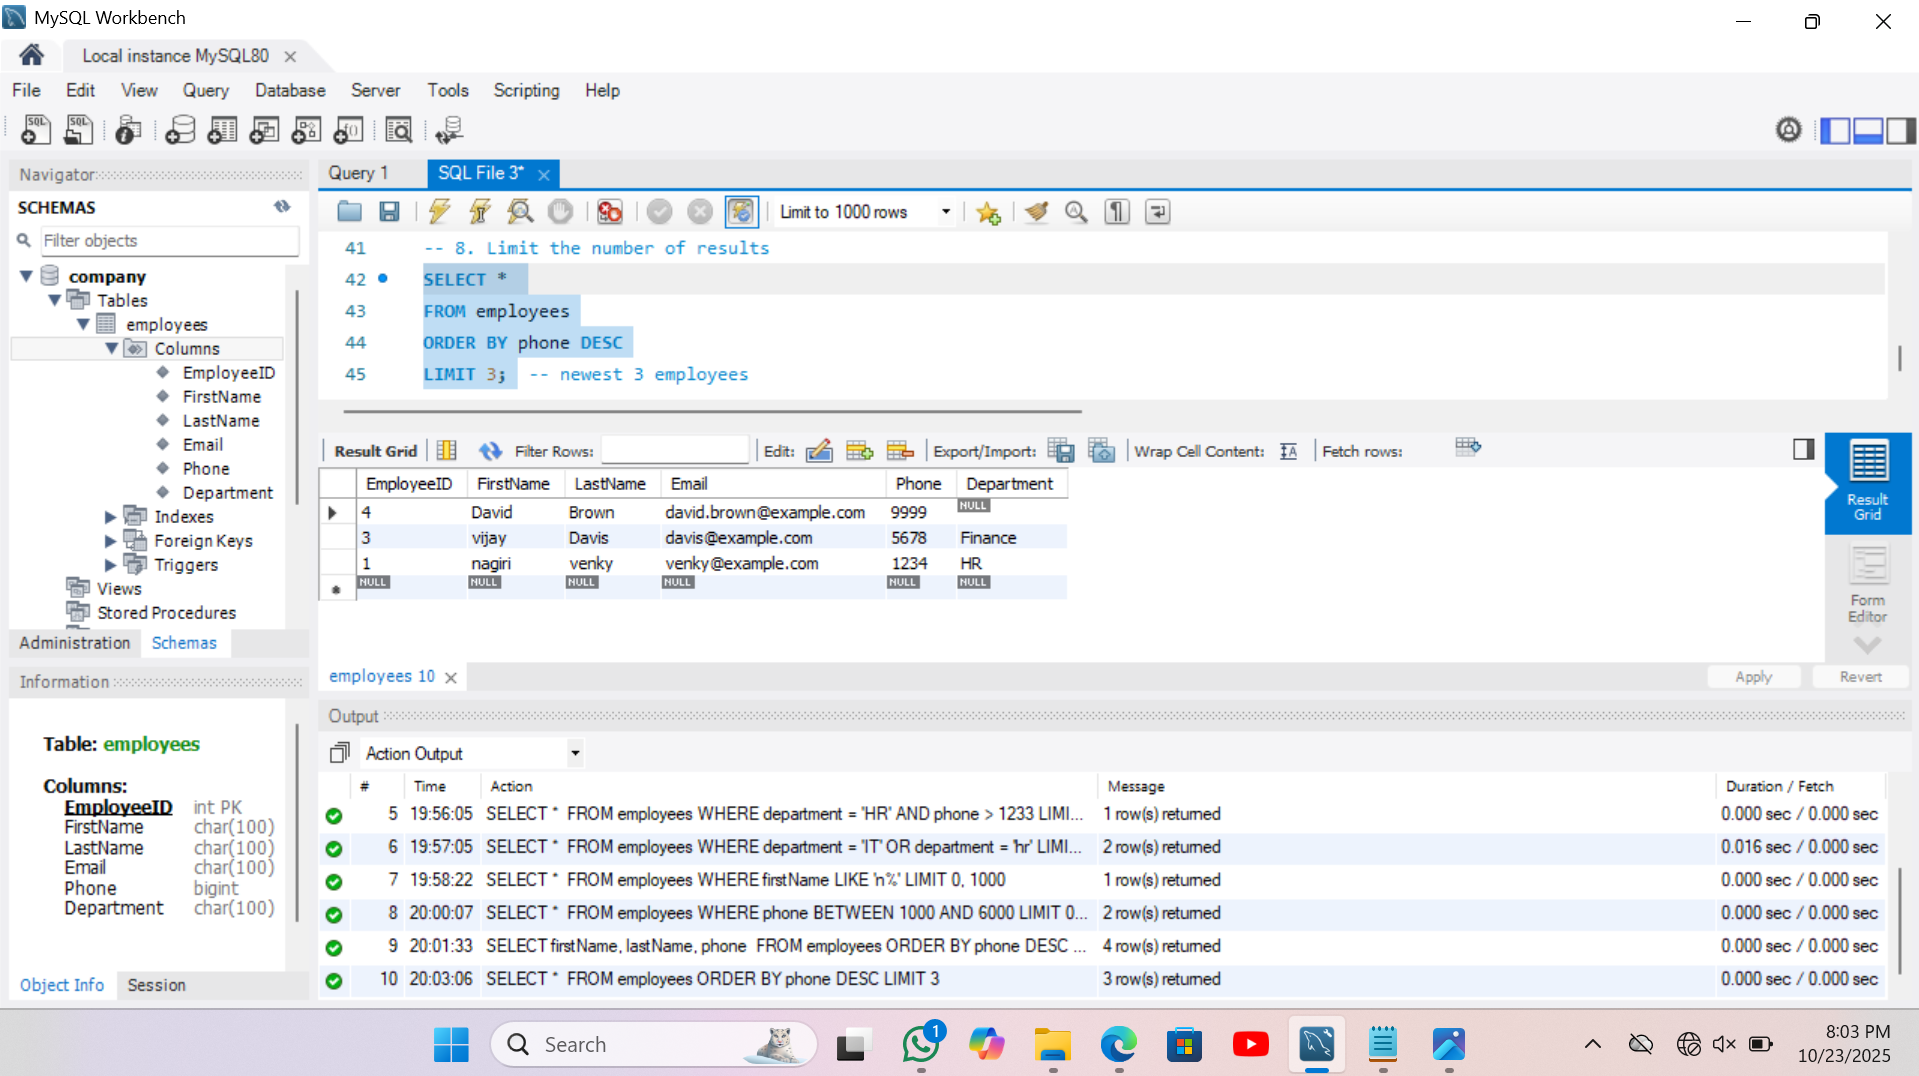 MySQL Workbench
Local instance MySQL80
File Edit View Query Database Server Tools Scripting Help
Navigator
SCHEMAS
Filter objects
company
Tables
employees
Columns
EmployeeID
FirstName
LastName
Email
Phone
Department
Indexes
Foreign Keys
Triggers
Views
Stored Procedures
Administration Schemas
Information
Table: employees
Columns:
EmployeeID int PK
FirstName char(100)
LastName char(100)
Email char(100)
Phone bigint
Department char(100)
Object Info Session
Query 1 SQL File 3*
Limit to 1000 rows
41 -- 8. Limit the number of results
42 SELECT *
43 FROM employees
44 ORDER BY phone DESC
45 LIMIT 3; -- newest 3 employees
Result Grid Filter Rows: Edit: Export/Import: Wrap Cell Content: Fetch rows:
EmployeeID FirstName LastName Email Phone Department
4 David Brown david.brown@example.com 9999 NULL
3 vijay Davis davis@example.com 5678 Finance
1 nagiri venky venky@example.com 1234 HR
NULL NULL NULL NULL NULL NULL
Result Grid
Form Editor
employees 10
Apply Revert
Output
Action Output
# Time Action Message Duration / Fetch
5 19:56:05 SELECT * FROM employees WHERE department = 'HR' AND phone > 1233 LIMI... 1 row(s) returned 0.000 sec / 0.000 sec
6 19:57:05 SELECT * FROM employees WHERE department = 'IT' OR department = 'hr' LIMI... 2 row(s) returned 0.016 sec / 0.000 sec
7 19:58:22 SELECT * FROM employees WHERE firstName LIKE 'n%' LIMIT 0, 1000 1 row(s) returned 0.000 sec / 0.000 sec
8 20:00:07 SELECT * FROM employees WHERE phone BETWEEN 1000 AND 6000 LIMIT 0... 2 row(s) returned 0.000 sec / 0.000 sec
9 20:01:33 SELECT firstName, lastName, phone FROM employees ORDER BY phone DESC ... 4 row(s) returned 0.000 sec / 0.000 sec
10 20:03:06 SELECT * FROM employees ORDER BY phone DESC LIMIT 3 3 row(s) returned 0.000 sec / 0.000 sec
Search
1
8:03 PM
10/23/2025